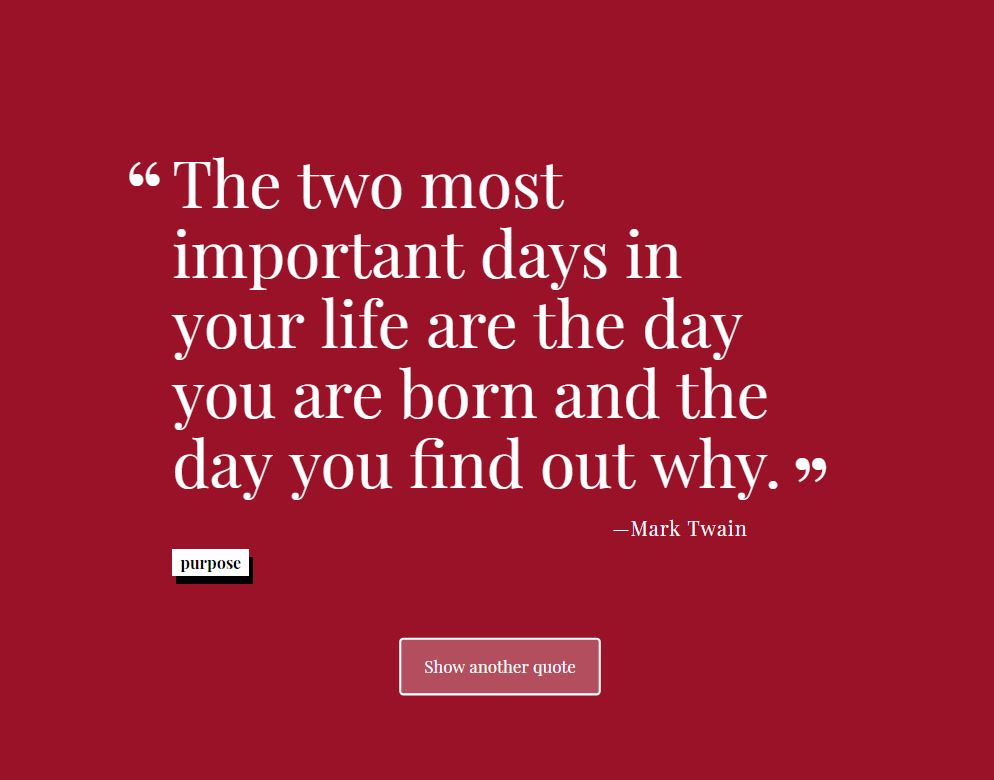 “ The two most
important days in
your life are the day
you are born and the
day you find out why. ”
—Mark Twain
purpose
Show another quote